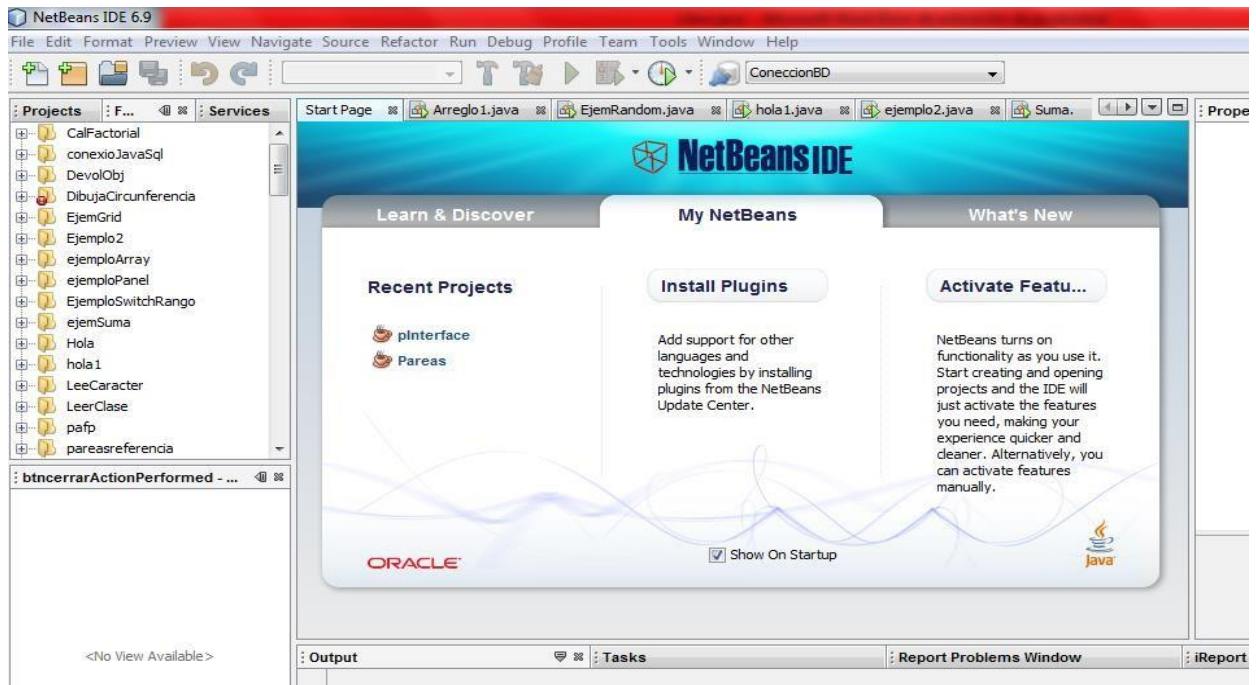 NetBeans IDE 6.9
File Edit Format Preview View Navigate Source Refactor Run Debug Profile Team Tools Window Help
ConeccionBD
Projects
F...
Services
CalFactorial
conexioJavaSql
DevolObj
DibujaCircunferencia
EjemGrid
Ejemplo2
ejemploArray
ejemploPanel
EjemploSwitchRango
ejemSuma
Hola
hola1
LeeCaracter
LeerClase
pafp
pareasreferencia
btncerrarActionPerformed - ...
<No View Available>
Start Page
Arreglo1.java
EjemRandom.java
hola1.java
ejemplo2.java
Suma.
NetBeans IDE
Learn & Discover
My NetBeans
What's New
Recent Projects
pInterface
Pareas
Install Plugins
Add support for other
languages and
technologies by installing
plugins from the NetBeans
Update Center.
Activate Featu...
NetBeans turns on
functionality as you use it.
Start creating and opening
projects and the IDE will
just activate the features
you need, making your
experience quicker and
cleaner. Alternatively, you
can activate features
manually.
ORACLE
Show On Startup
Java
Prope
Output
Tasks
Report Problems Window
iReport